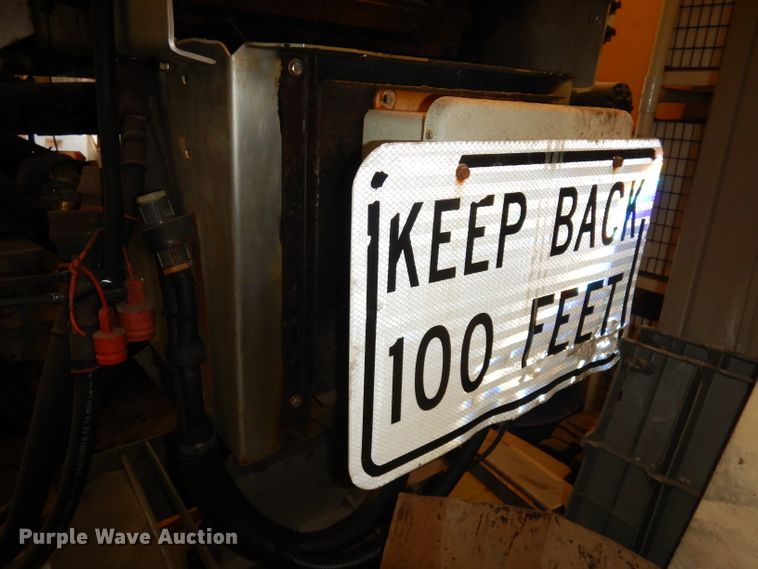 KEEP BACK
100 FEET
Purple Wave Auction